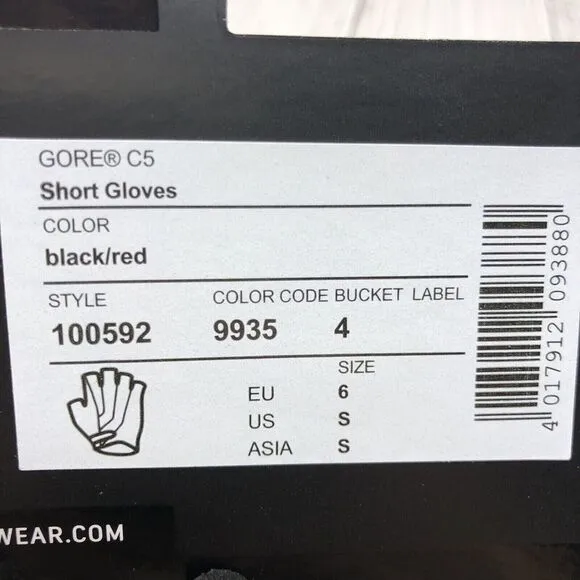 GORE® C5
Short Gloves
COLOR
black/red
STYLE COLOR CODE BUCKET LABEL
100592 9935 4
SIZE
EU 6
US S
ASIA S
4 017912 093880
WEAR.COM